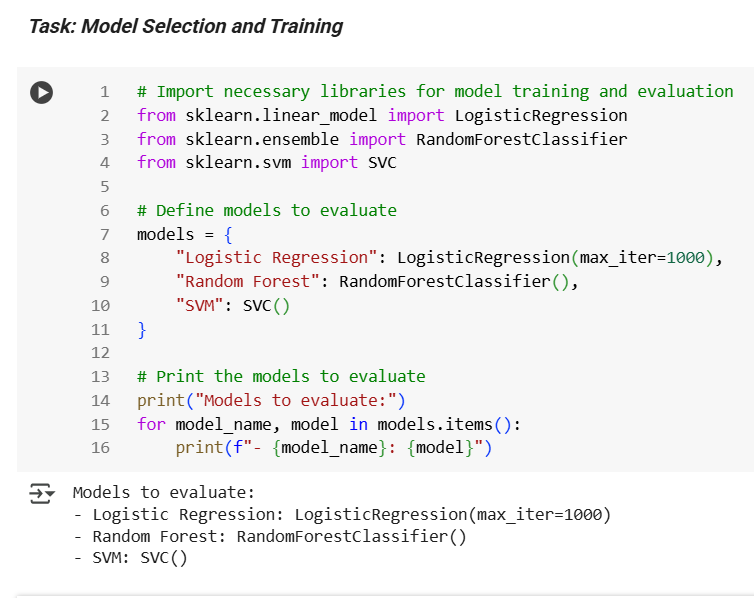 Task: Model Selection and Training
1 # Import necessary libraries for model training and evaluation
2 from sklearn.linear_model import LogisticRegression
3 from sklearn.ensemble import RandomForestClassifier
4 from sklearn.svm import SVC
5
6 # Define models to evaluate
7 models = {
8     "Logistic Regression": LogisticRegression(max_iter=1000),
9     "Random Forest": RandomForestClassifier(),
10     "SVM": SVC()
11 }
12
13 # Print the models to evaluate
14 print("Models to evaluate:")
15 for model_name, model in models.items():
16     print(f"- {model_name}: {model}")
Models to evaluate:
- Logistic Regression: LogisticRegression(max_iter=1000)
- Random Forest: RandomForestClassifier()
- SVM: SVC()